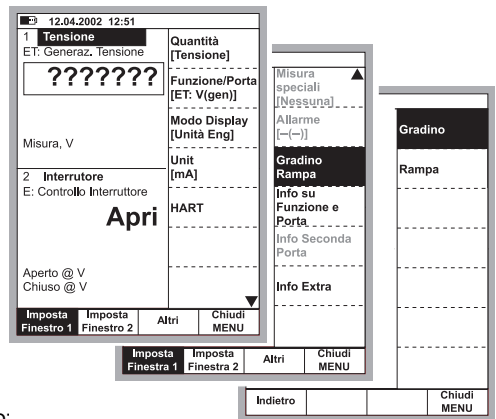 12.04.2002 12:51
1 Tensione
ET: Generaz. Tensione
???????
Misura, V
2 Interrutore
E: Controllo Interruttore
Apri
Aperto @ V
Chiuso @ V
Quantità
[Tensione]
Funzione/Porta
[ET: V(gen)]
Modo Display
[Unità Eng]
Unit
[mA]
HART
Imposta
Finestro 1
Imposta
Finestro 2
Altri
Chiudi
MENU
Misura
speciali
[Nessuna]
Allarme
[–(–)]
Gradino
Rampa
Info su
Funzione e
Porta
Info Seconda
Porta
Info Extra
Imposta
Finestra 1
Imposta
Finestra 2
Altri
Chiudi
MENU
Gradino
Rampa
Indietro
Chiudi
MENU